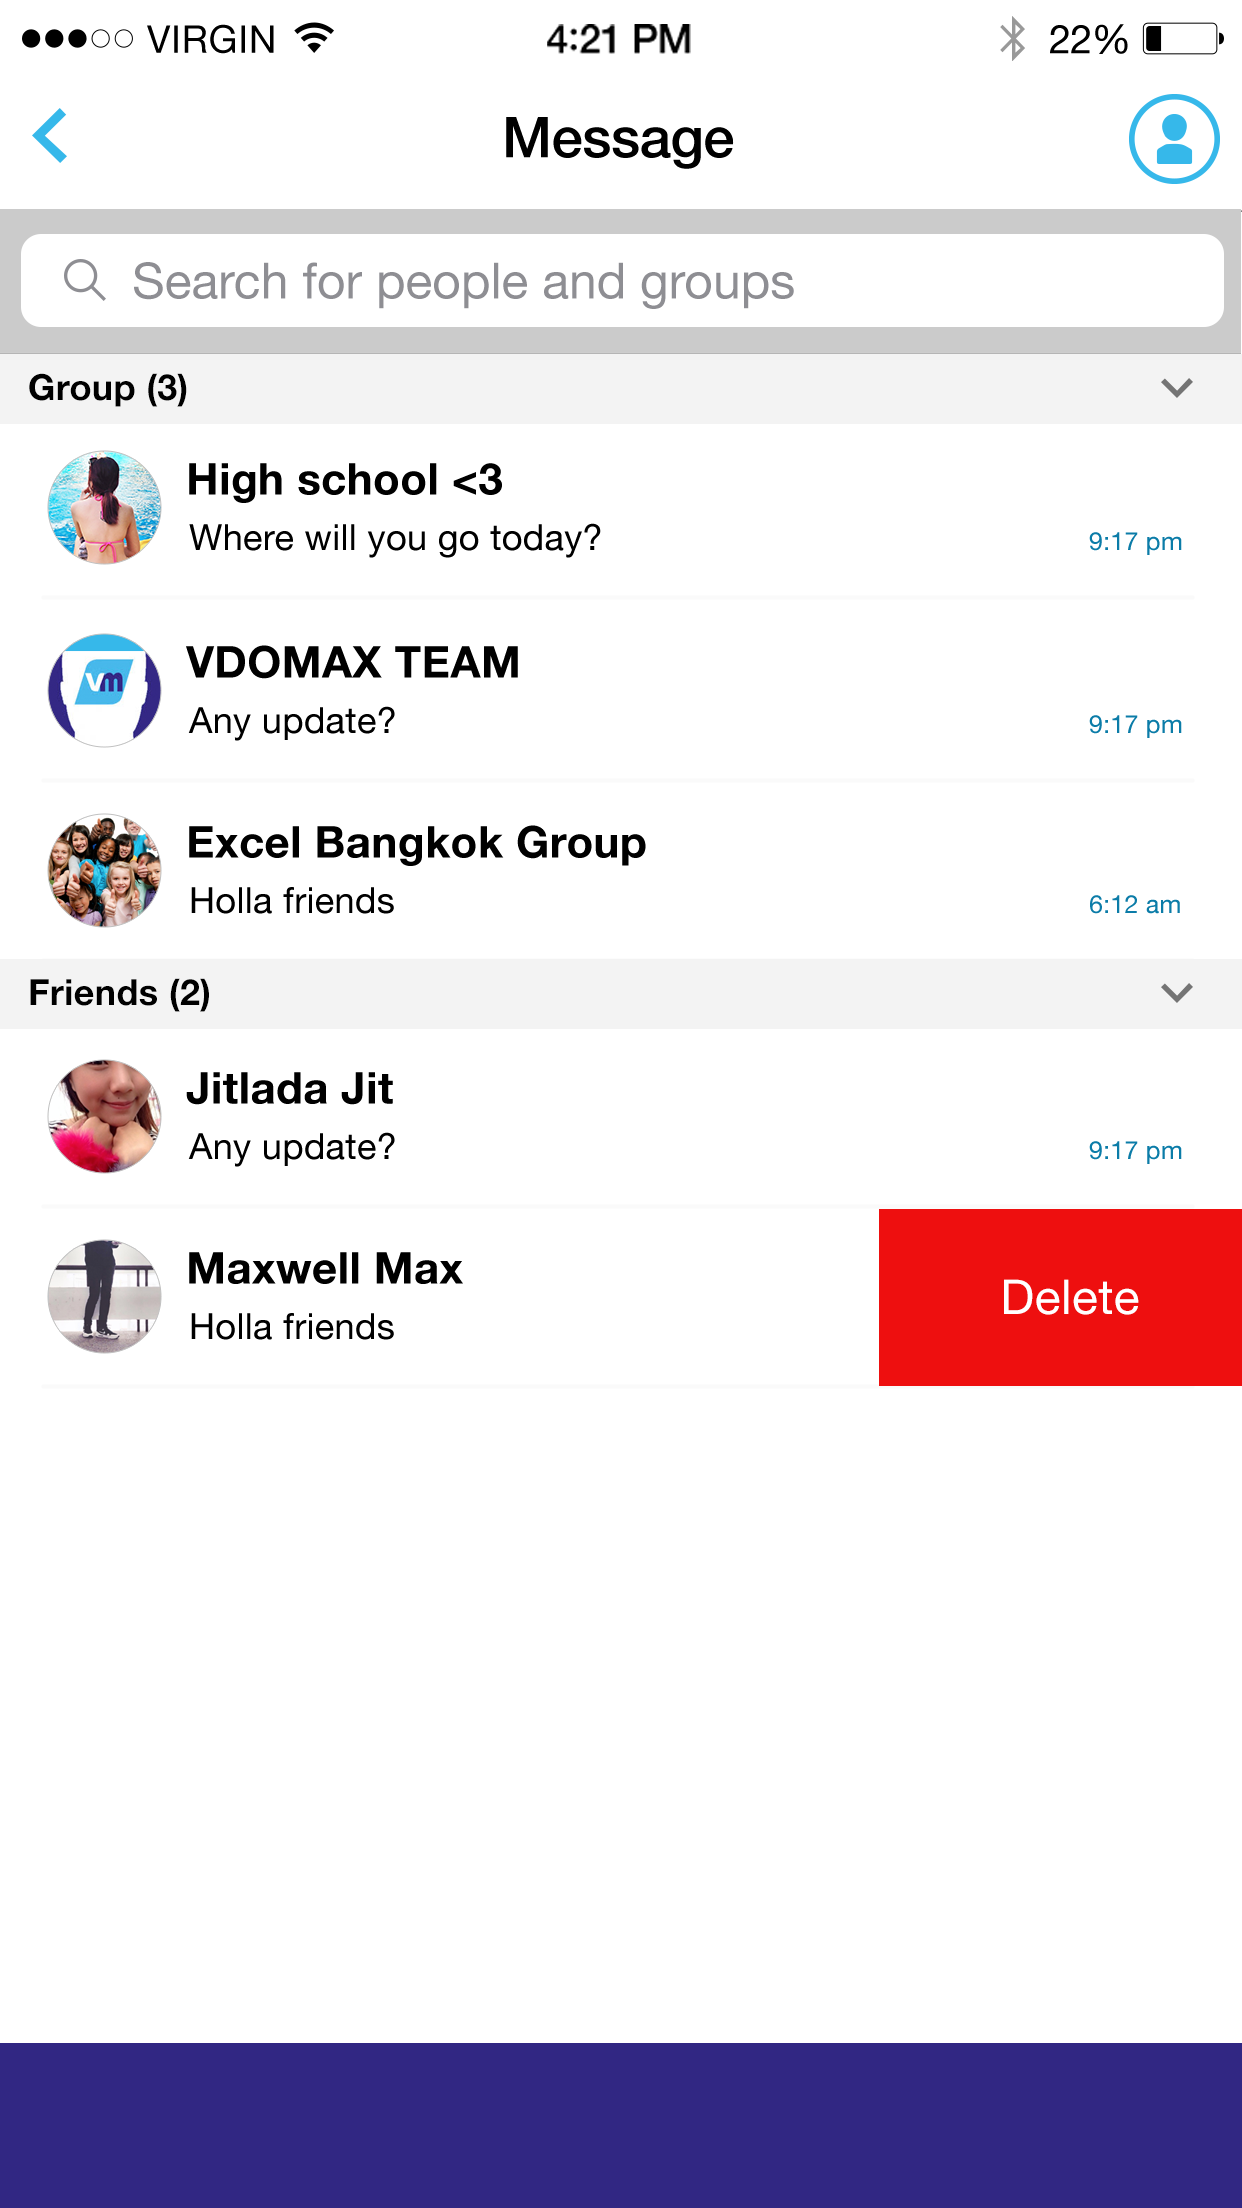 VIRGIN 4:21 PM 22%
Message
Search for people and groups
Group (3)
High school <3
Where will you go today?
9:17 pm
vm
VDOMAX TEAM
Any update?
9:17 pm
Excel Bangkok Group
Holla friends
6:12 am
Friends (2)
Jitlada Jit
Any update?
9:17 pm
Maxwell Max
Holla friends
Delete